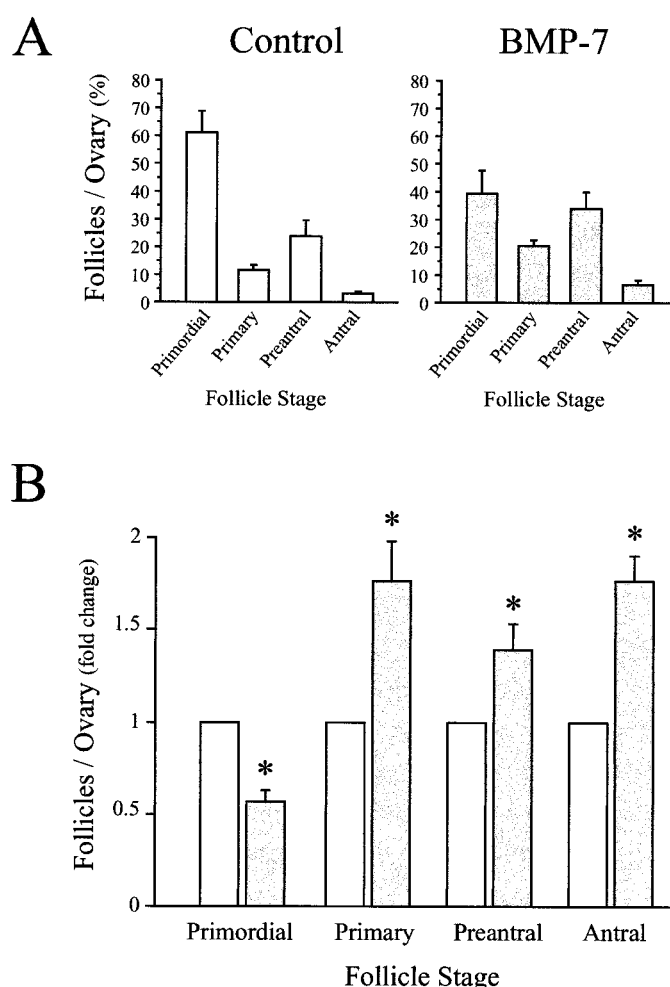 A
Control
BMP-7
Follicles / Ovary (%)
80
70
60
50
40
30
20
10
0
Primordial
Primary
Preantral
Antral
Follicle Stage
80
70
60
50
40
30
20
10
0
Primordial
Primary
Preantral
Antral
Follicle Stage
B
Follicles / Ovary (fold change)
2
1.5
1
0.5
0
*
*
*
*
Primordial
Primary
Preantral
Antral
Follicle Stage